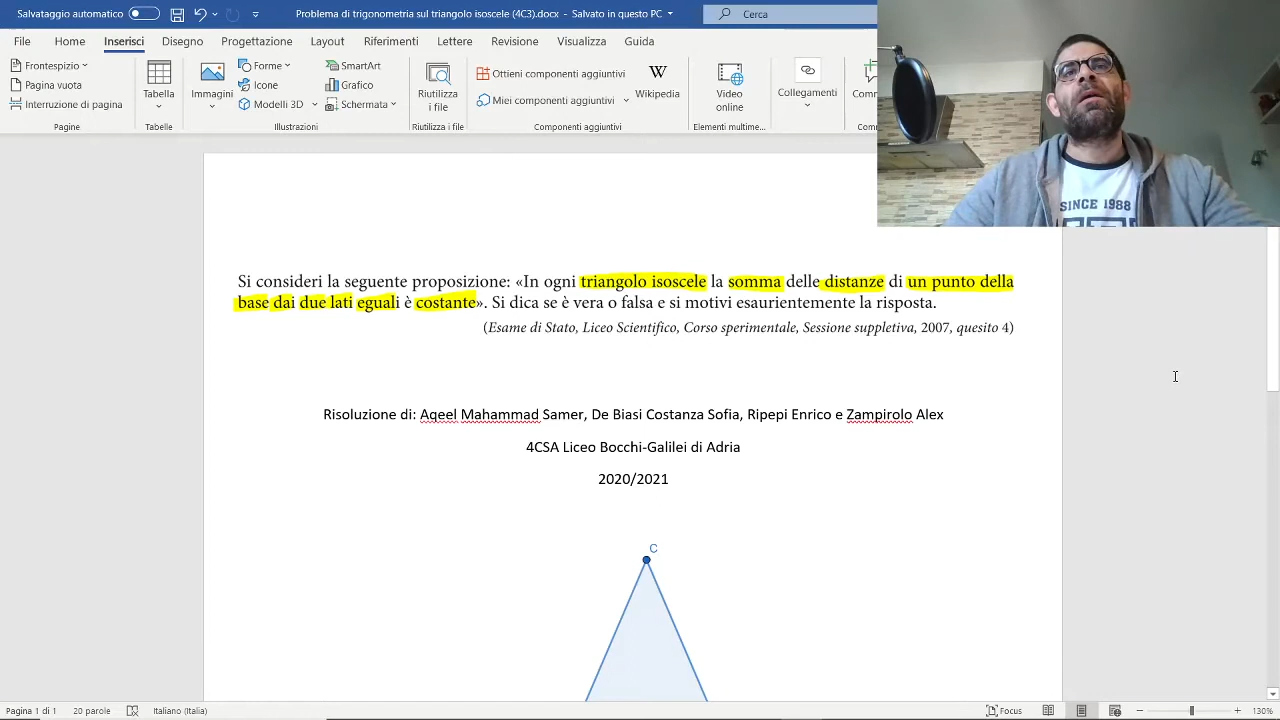 Salvataggio automatico
Risoluzione problema con triangolo isoscele (4C3).docx - Salvato in questo PC
Cerca
File Home Inserisci Disegno Progettazione Layout Riferimenti Lettere Revisione Visualizza Guida
Frontespizio
Pagina vuota
Interruzione di pagina
Pagine
Tabella
Tabelle
Immagini
Forme
Icone
Modelli 3D
SmartArt
Grafico
Schermata
Illustrazioni
Riutilizza
i file
Riutilizza i file
Ottieni componenti aggiuntivi
Miei componenti aggiuntivi
Wikipedia
Componenti aggiuntivi
Video
online
Elementi multime...
Collegamenti
SINCE 1988
Si consideri la seguente proposizione: «In ogni triangolo isoscele la somma delle distanze di un punto della
base dai due lati eguali è costante». Si dica se è vera o falsa e si motivi esaurientemente la risposta.
(Esame di Stato, Liceo Scientifico, Corso sperimentale, Sessione suppletiva, 2007, quesito 4)
Risoluzione di: Aqeel Mahammad Samer, De Biasi Costanza Sofia, Ripepi Enrico e Zampirolo Alex
4CSA Liceo Bocchi-Galilei di Adria
2020/2021
C
Pagina 1 di 1 20 parole Italiano (Italia) Focus 130%